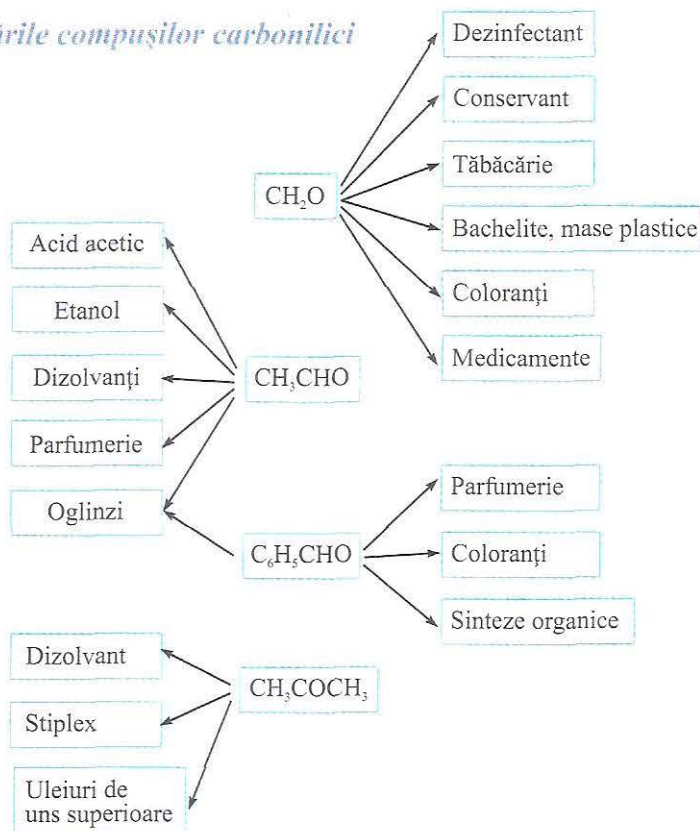 ările compușilor carbonilici
Dezinfectant
Conservant
Tăbăcărie
CH₂O
Bachelite, mase plastice
Coloranți
Medicamente
Acid acetic
Etanol
Dizolvanți
CH₃CHO
Parfumerie
Oglinzi
Parfumerie
C₆H₅CHO
Coloranți
Sinteze organice
Dizolvant
CH₃COCH₃
Stiplex
Uleiuri de
uns superioare